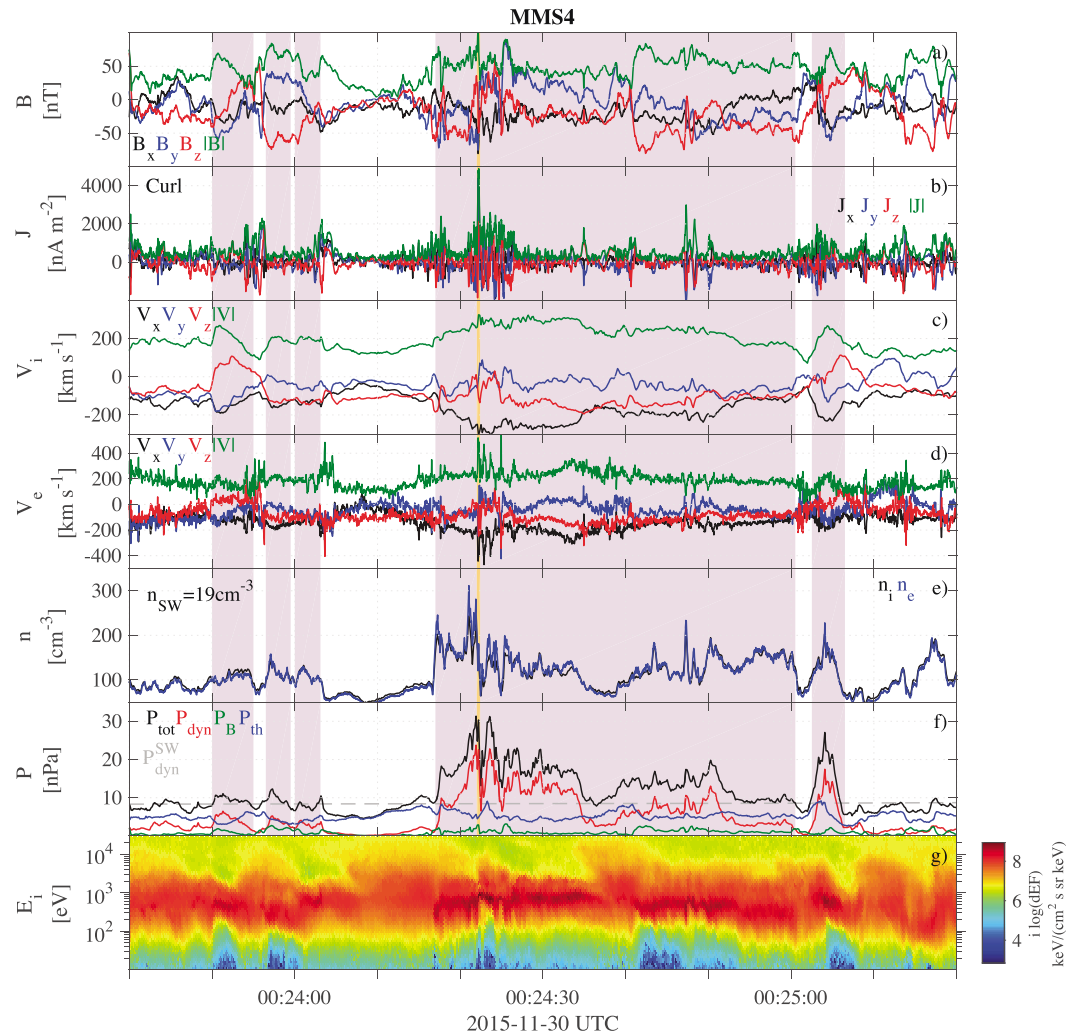 MMS4
a)
50
0
-50
B
[nT]
B_x B_y B_z |B|
Curl
b)
4000
2000
0
J
[nA m^-2]
J_x J_y J_z |J|
V_x V_y V_z |V|
c)
200
0
-200
V_i
[km s^-1]
V_x V_y V_z |V|
d)
400
200
0
-200
-400
V_e
[km s^-1]
n_SW=19cm^-3
n_i n_e
e)
300
200
100
n
[cm^-3]
P_tot P_dyn P_B P_th
f)
P_dyn^SW
30
20
10
P
[nPa]
g)
10^4
10^3
10^2
E_i
[eV]
8
6
4
i log(dEF)
keV/(cm^2 s sr keV)
00:24:00 00:24:30 00:25:00
2015-11-30 UTC